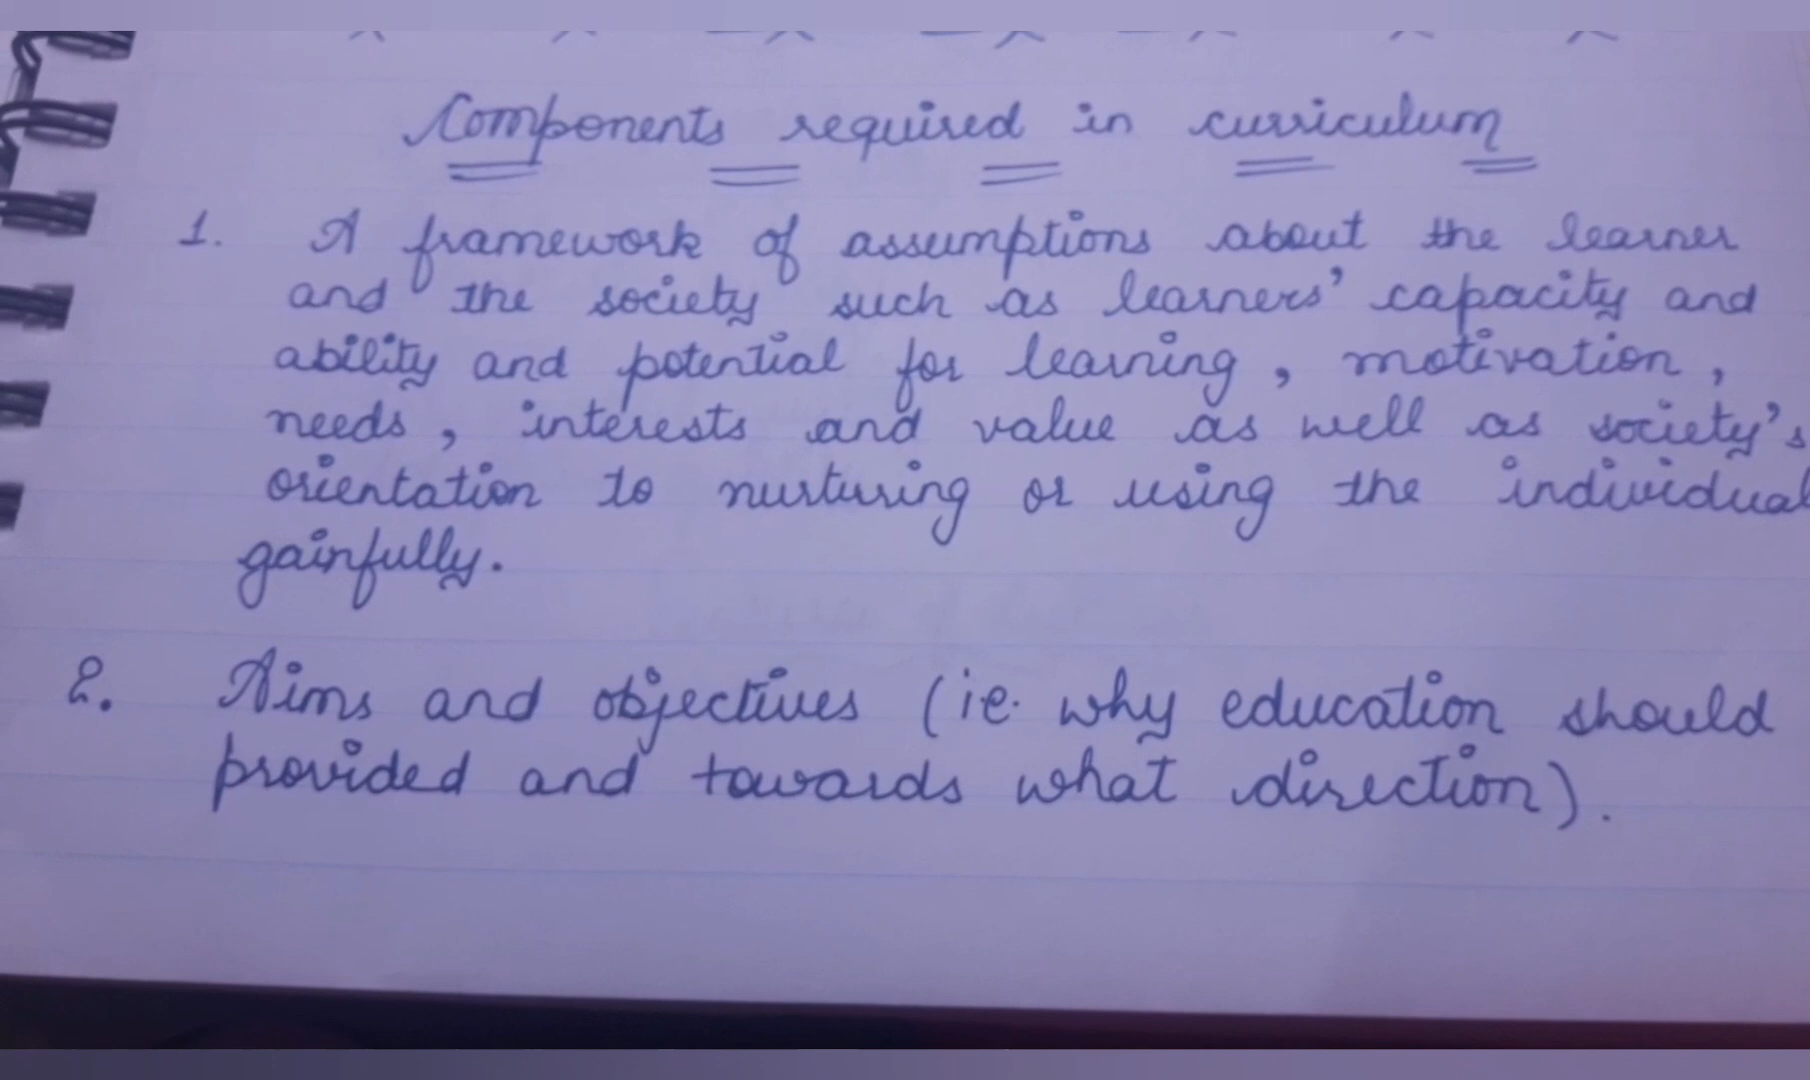 Components required in curriculum
1. A framework of assumptions about the learner
and the society such as learners' capacity and
ability and potential for learning, motivation,
needs, interests and value as well as society's
orientation to nurturing or using the individual
gainfully.
2. Aims and objectives (ie. why education should
provided and towards what direction).